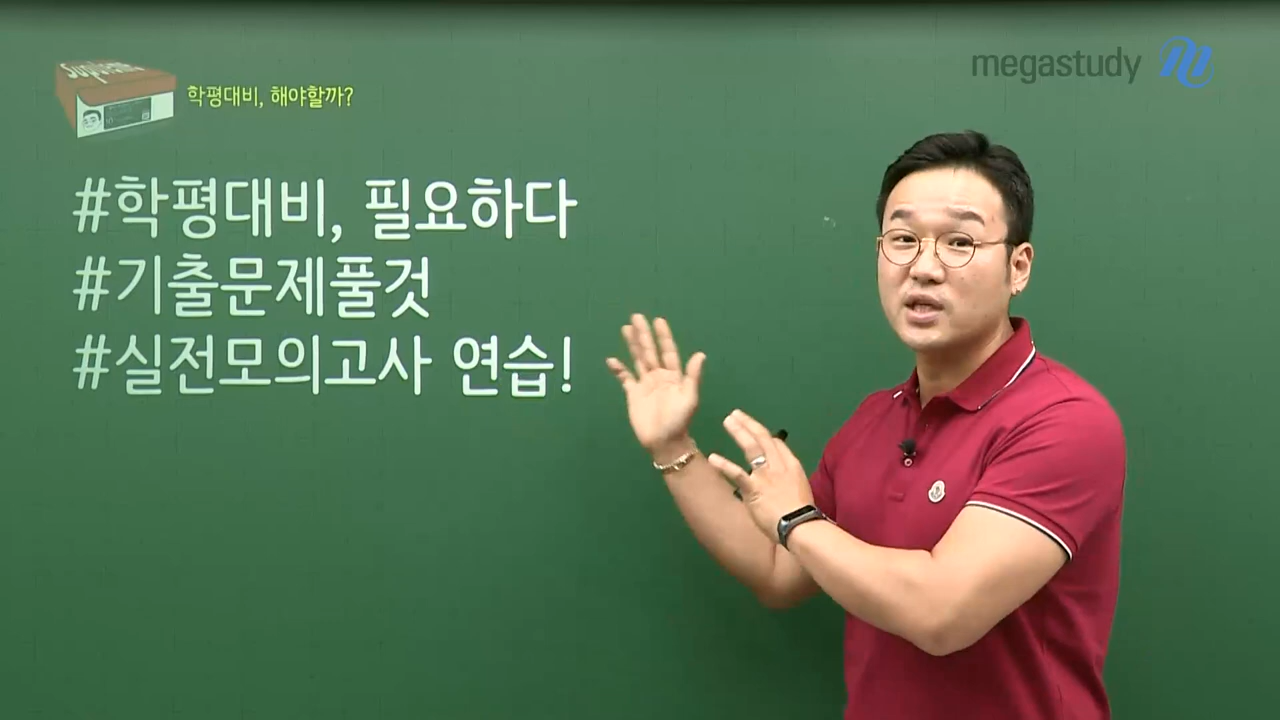 megastudy
Supreme
학평대비, 해야할까?
#학평대비, 필요하다
#기출문제풀것
#실전모의고사 연습!